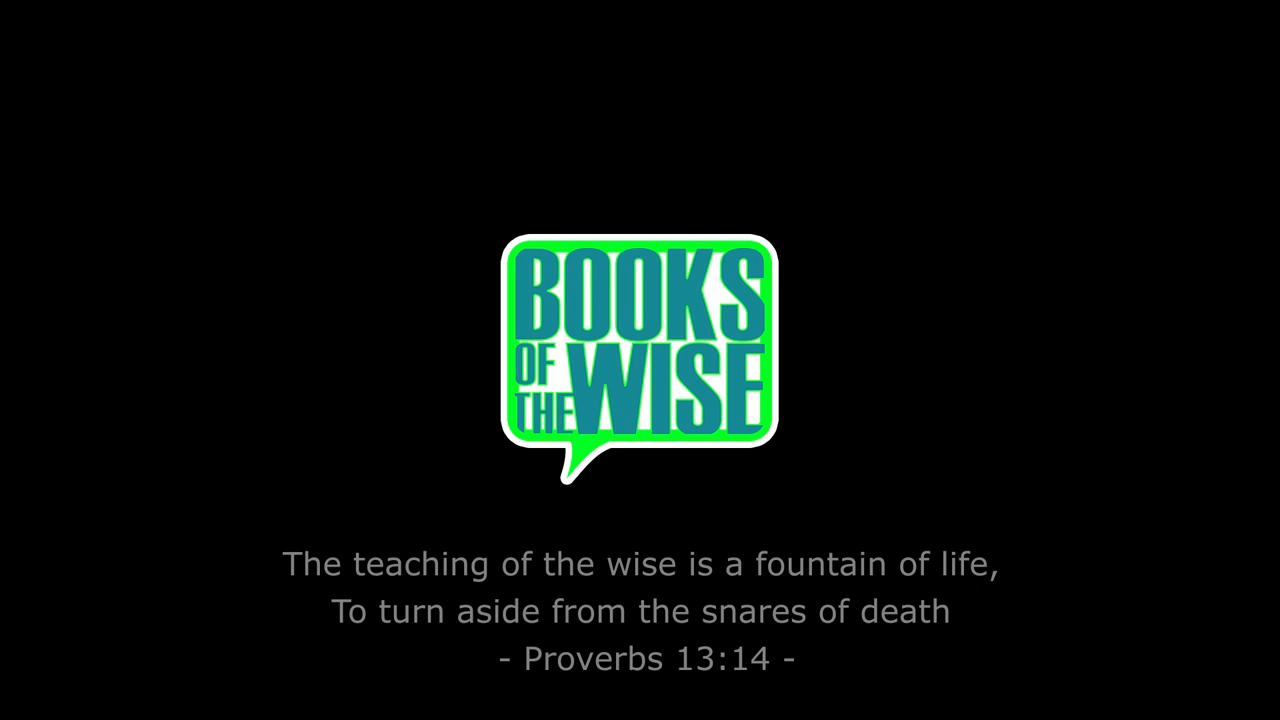 BOOKS
OF THE WISE
The teaching of the wise is a fountain of life,
To turn aside from the snares of death
- Proverbs 13:14 -